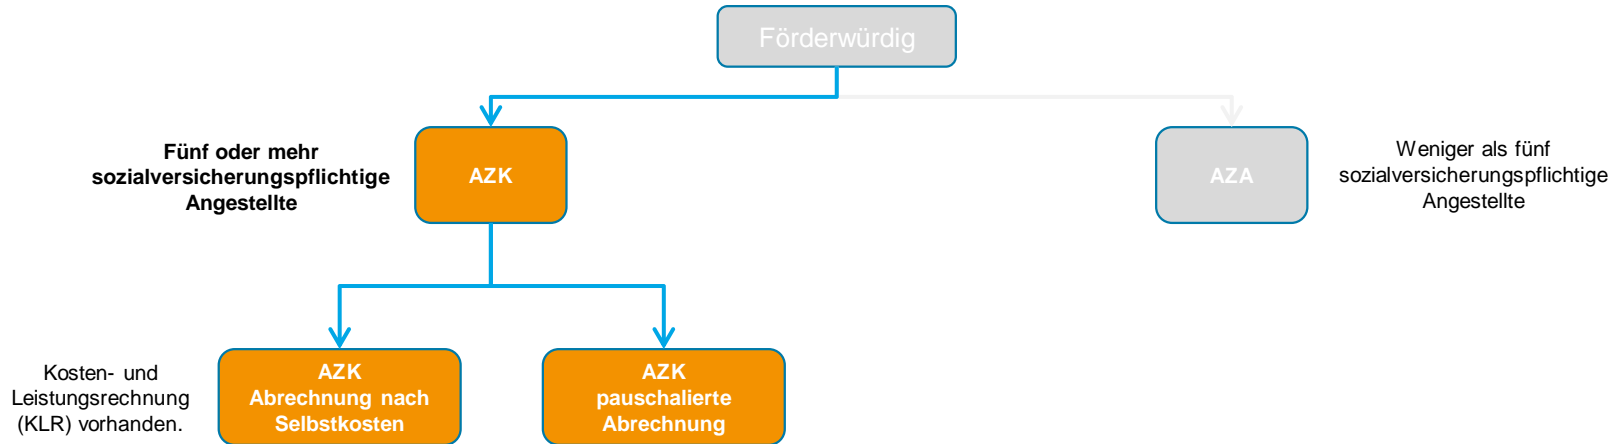 Förderwürdig
Fünf oder mehr
sozialversicherungspflichtige
Angestellte
AZK
AZA
Weniger als fünf
sozialversicherungspflichtige
Angestellte
Kosten- und
Leistungsrechnung
(KLR) vorhanden.
AZK
Abrechnung nach
Selbstkosten
AZK
pauschalierte
Abrechnung